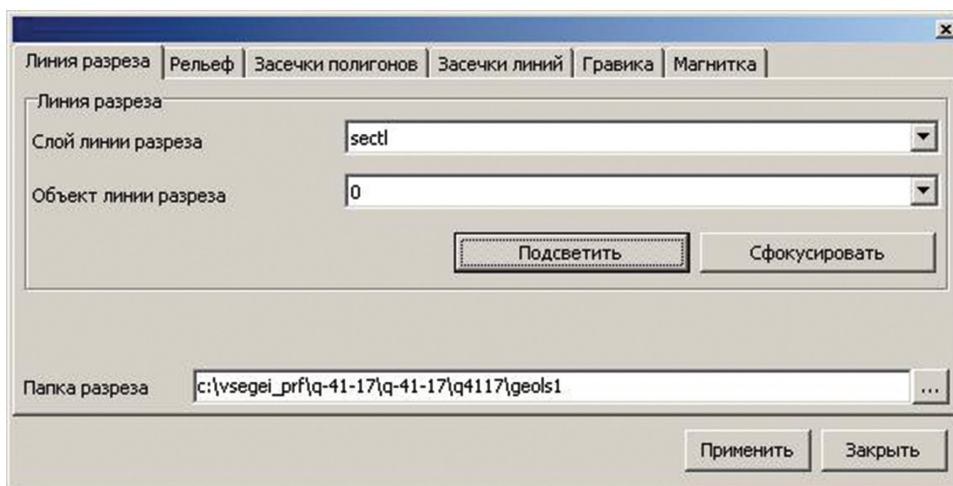 Линия разреза Рельеф Засечки полигонов Засечки линий Гравика Магнитка
Линия разреза
Слой линии разреза sectl
Объект линии разреза 0
Подсветить Сфокусировать
Папка разреза c:\vsegei_prf\q-41-17\q-41-17\q4117\geols1 ...
Применить Закрыть